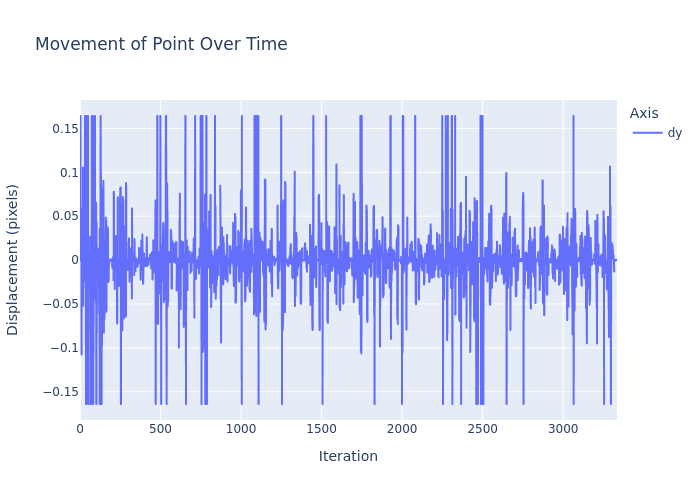 Movement of Point Over Time
Axis
dy
0.15
0.1
0.05
0
−0.05
−0.1
−0.15
Displacement (pixels)
0 500 1000 1500 2000 2500 3000
Iteration